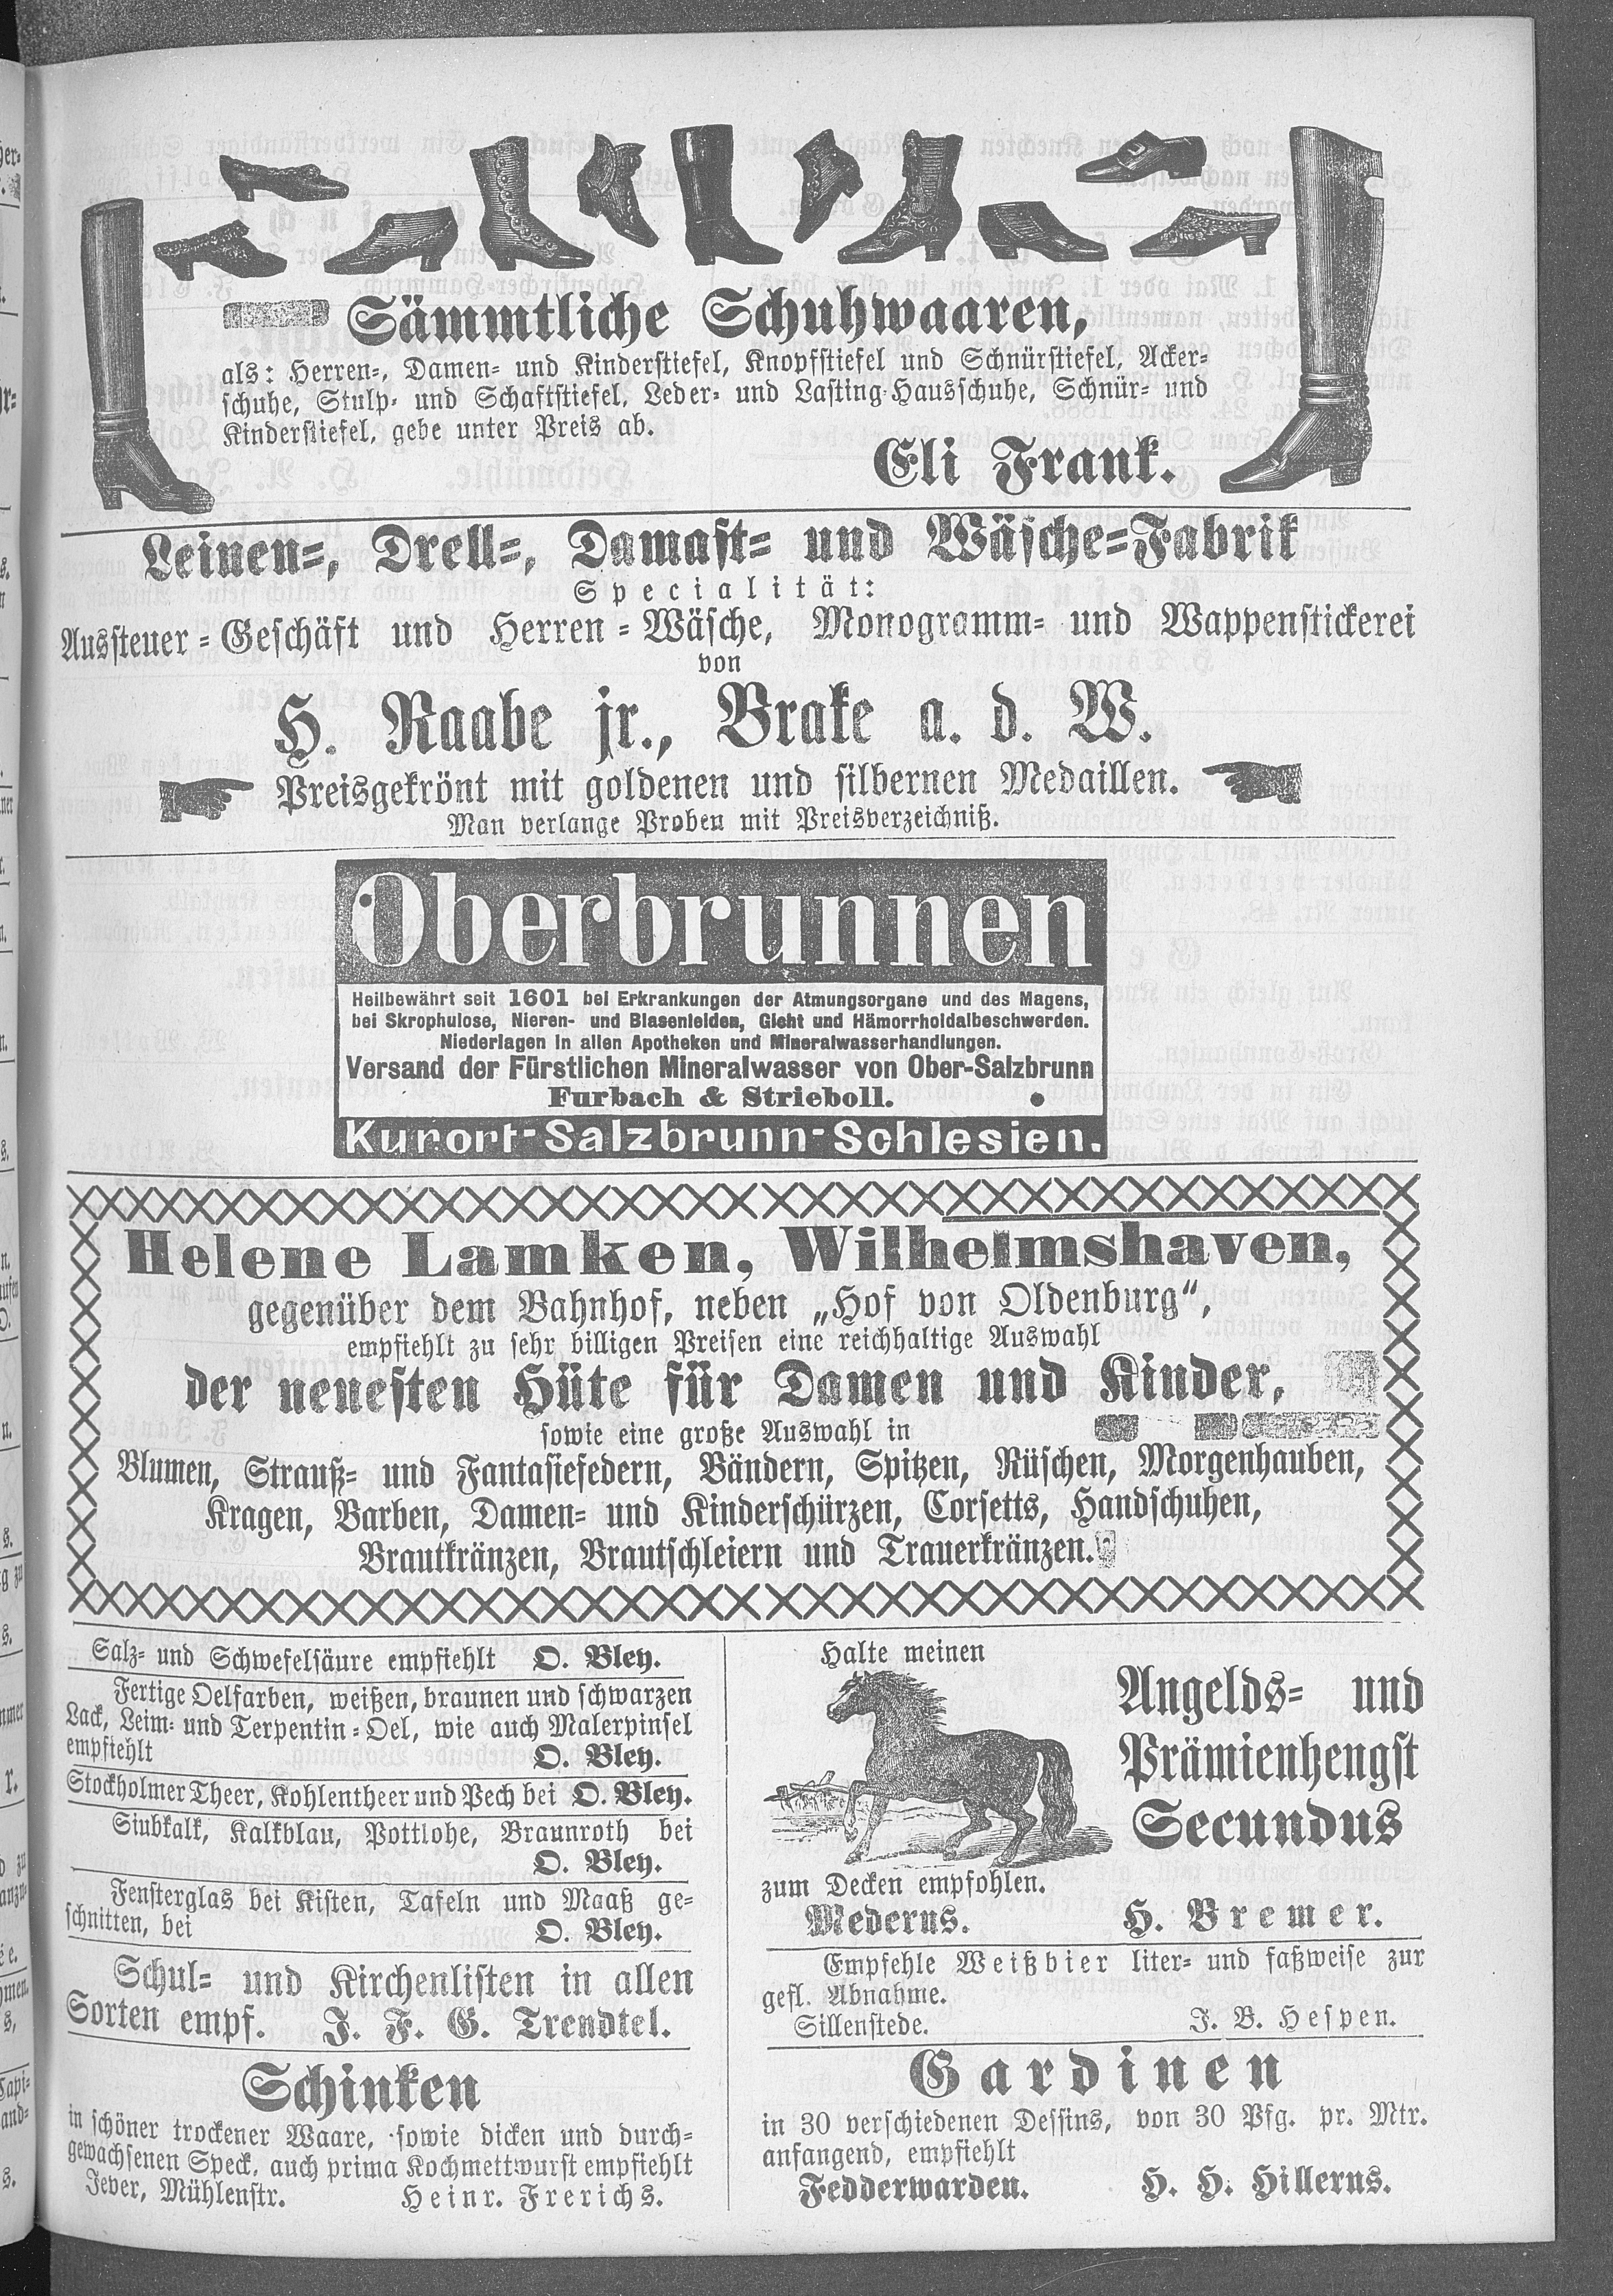 Sämmtliche Schuhwaaren,
als: Herren-, Damen- und Kinderstiefel, Knopfstiefel und Schnürstiefel, Acker-
schuhe, Stulp- und Schaftstiefel, Leder- und Lasting-Hausschuhe, Schnür- und
Kinderstiefel, gebe unter Preis ab.
Eli Frank.
Leinen-, Drell-, Damast- und Wäsche-Fabrik
Specialität:
Aussteuer-Geschäft und Herren-Wäsche, Monogramm- und Wappenstickerei
von
H. Raabe jr., Brake a. d. W.
Preisgekrönt mit goldenen und silbernen Medaillen.
Man verlange Proben mit Preisverzeichniß.
Oberbrunnen
Heilbewährt seit 1601 bei Erkrankungen der Atmungsorgane und des Magens,
bei Skrophulose, Nieren- und Blasenleiden, Gicht und Hämorrhoidalbeschwerden.
Niederlagen in allen Apotheken und Mineralwasserhandlungen.
Versand der Fürstlichen Mineralwasser von Ober-Salzbrunn
Furbach & Strieboll.
Kurort-Salzbrunn-Schlesien.
Helene Lamken, Wilhelmshaven,
gegenüber dem Bahnhof, neben „Hof von Oldenburg“,
empfiehlt zu sehr billigen Preisen eine reichhaltige Auswahl
der neuesten Hüte für Damen und Kinder,
sowie eine große Auswahl in
Blumen, Strauß- und Fantasiefedern, Bändern, Spitzen, Rüschen, Morgenhauben,
Kragen, Barben, Damen- und Kinderschürzen, Corsetts, Handschuhen,
Brautkränzen, Brautschleiern und Trauerkränzen.
Salz- und Schwefelsäure empfiehlt O. Bley.
Fertige Oelfarben, weißen, braunen und schwarzen
Lack, Leim- und Terpentin-Oel, wie auch Malerpinsel
empfiehlt O. Bley.
Stockholmer Theer, Kohlentheer und Pech bei O. Bley.
Stubkalk, Kalkblau, Pottlohe, Braunroth bei
O. Bley.
Fensterglas bei Kisten, Tafeln und Maaß ge-
schnitten, bei O. Bley.
Schul- und Kirchenlisten in allen
Sorten empf. J. F. G. Trendtel.
Schinken
in schöner trockener Waare, sowie dicken und durch-
gewachsenen Speck, auch prima Kochmettwurst empfiehlt
Jever, Mühlenstr. Heinr. Frerichs.
Halte meinen
Angelds- und
Prämienhengst
Secundus
zum Decken empfohlen.
Mederns. H. Bremer.
Empfehle Weißbier liter- und faßweise zur
gefl. Abnahme.
Sillenstede. J. B. Hespen.
Gardinen
in 30 verschiedenen Dessins, von 30 Pfg. pr. Mtr.
anfangend, empfiehlt
Fedderwarden. H. H. Hillerns.